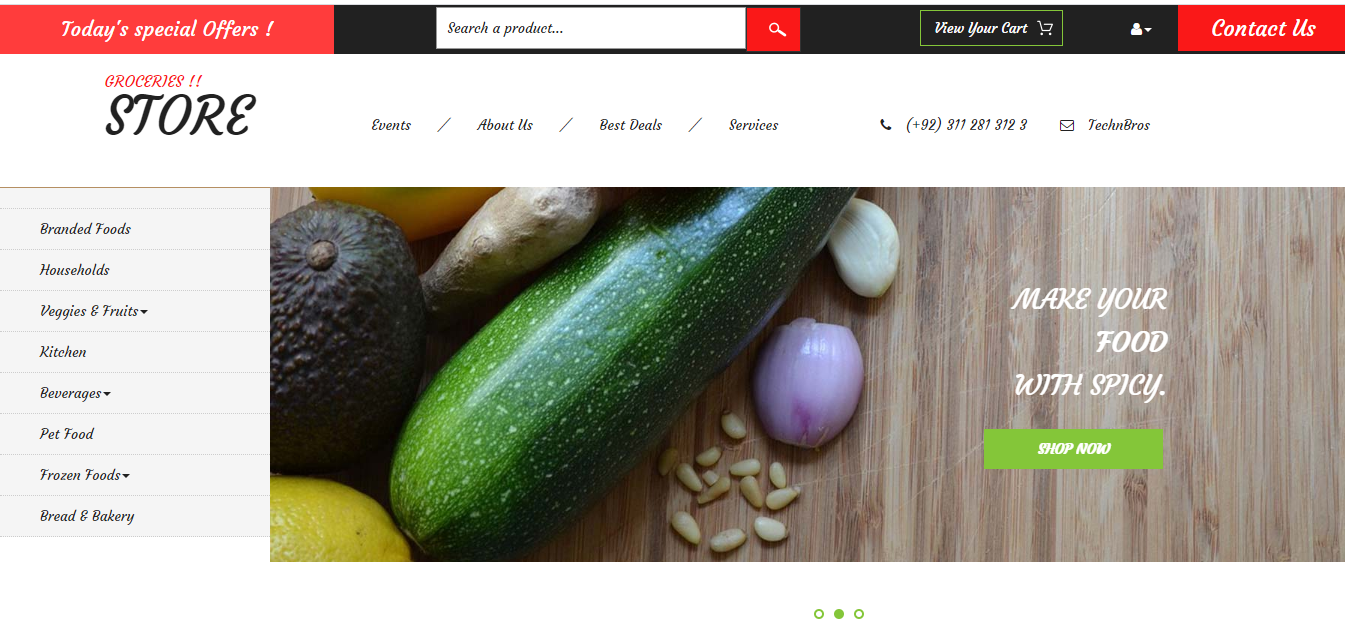 Today's special Offers !
Search a product...
View Your Cart
Contact Us
GROCERIES !!
STORE
Events / About Us / Best Deals / Services
(+92) 311 281 312 3
TechnBros
Branded Foods
Households
Veggies & Fruits
Kitchen
Beverages
Pet Food
Frozen Foods
Bread & Bakery
MAKE YOUR
FOOD
WITH SPICY.
SHOP NOW